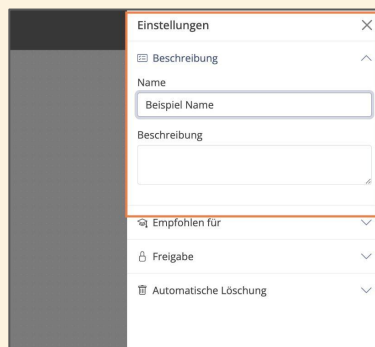 Einstellungen
Beschreibung
Name
Beispiel Name
Beschreibung
Empfohlen für
Freigabe
Automatische Löschung